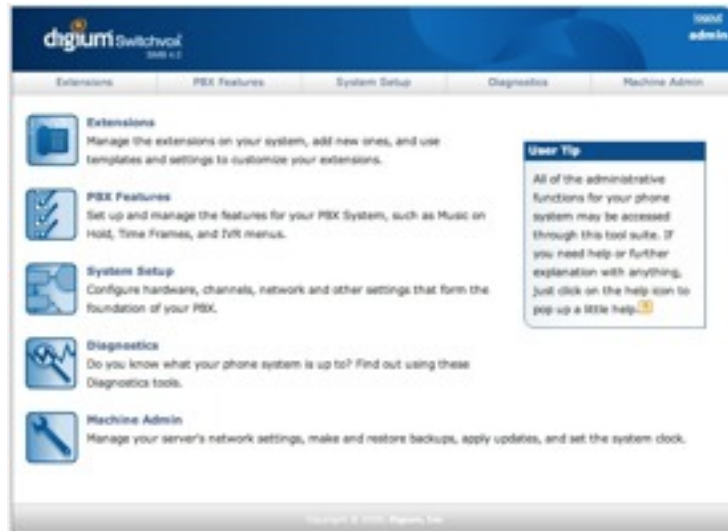 logout
digium Switchvox
admin
SMB 4.0
Extensions PBX Features System Setup Diagnostics Machine Admin
Extensions
Manage the extensions on your system, add new ones, and use
templates and settings to customize your extensions.
PBX Features
Set up and manage the features for your PBX System, such as Music on
Hold, Time Frames, and IVR menus.
System Setup
Configure hardware, channels, network and other settings that form the
foundation of your PBX.
Diagnostics
Do you know what your phone system is up to? Find out using these
Diagnostics tools.
Machine Admin
Manage your server's network settings, make and restore backups, apply updates, and set the system clock.
User Tip
All of the administrative
functions for your phone
system may be accessed
through this tool suite. If
you need help or further
explanation with anything,
just click on the help icon to
pop up a little help.
Copyright © Digium, Inc